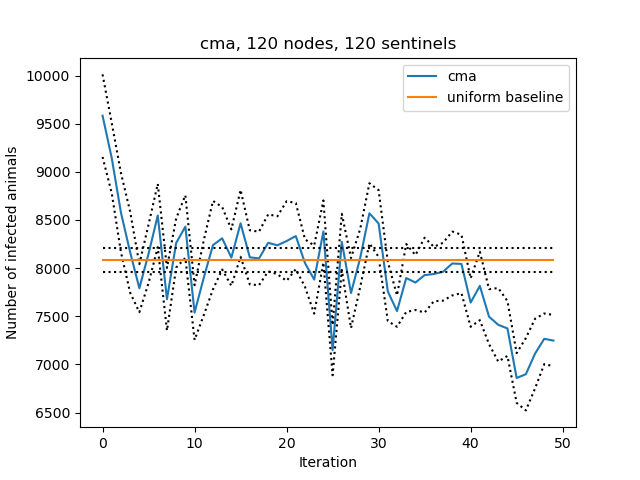 cma, 120 nodes, 120 sentinels
cma
uniform baseline
Number of infected animals
10000
9500
9000
8500
8000
7500
7000
6500
0 10 20 30 40 50
Iteration